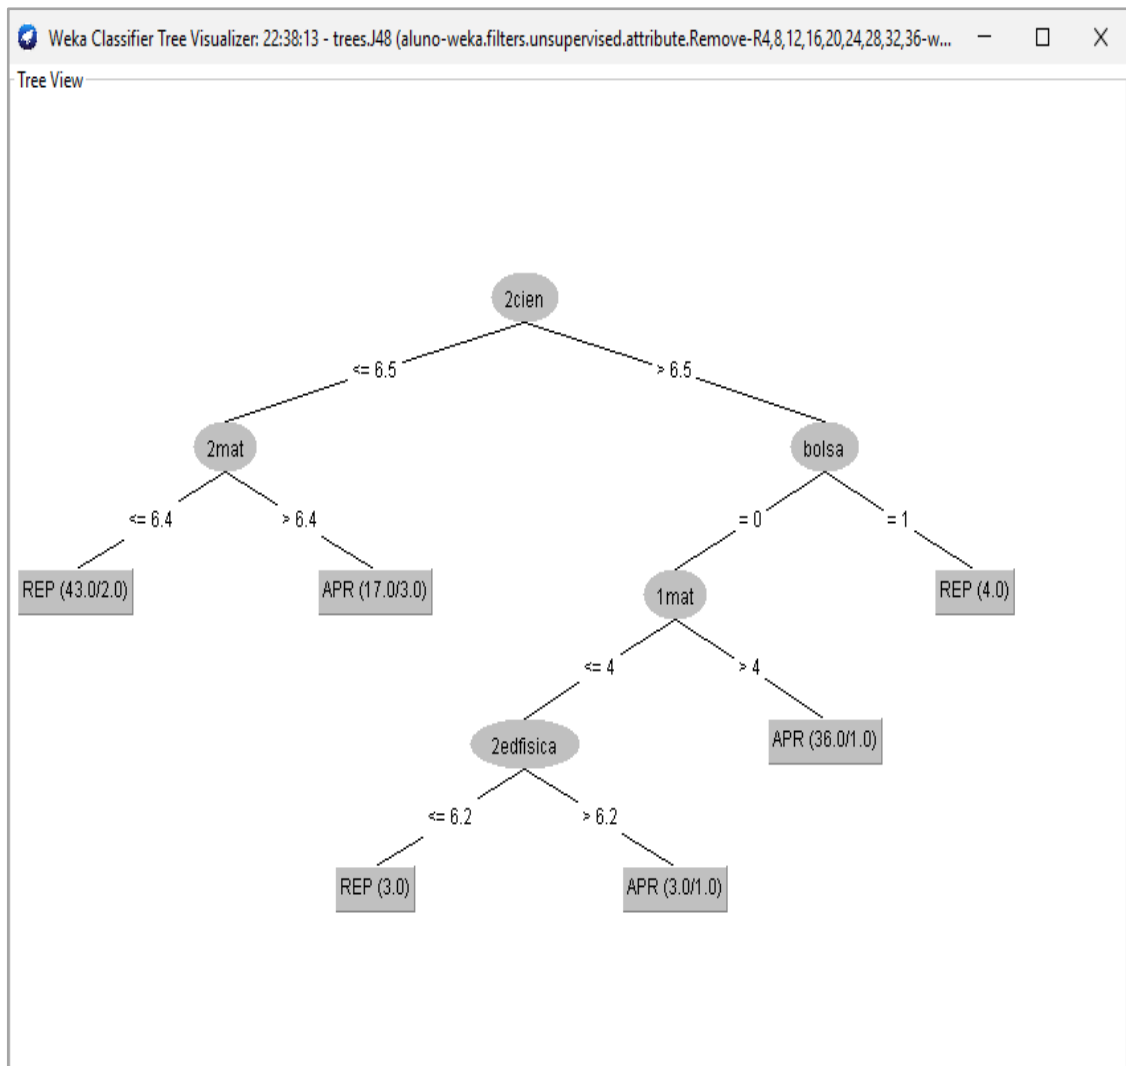 Weka Classifier Tree Visualizer: 22:38:13 - trees.J48 (aluno-weka.filters.unsupervised.attribute.Remove-R4,8,12,16,20,24,28,32,36-w...
Tree View
2cien
<= 6.5
> 6.5
2mat
bolsa
<= 6.4
> 6.4
= 0
= 1
REP (43.0/2.0)
APR (17.0/3.0)
1mat
REP (4.0)
<= 4
> 4
2edfisica
APR (36.0/1.0)
<= 6.2
> 6.2
REP (3.0)
APR (3.0/1.0)